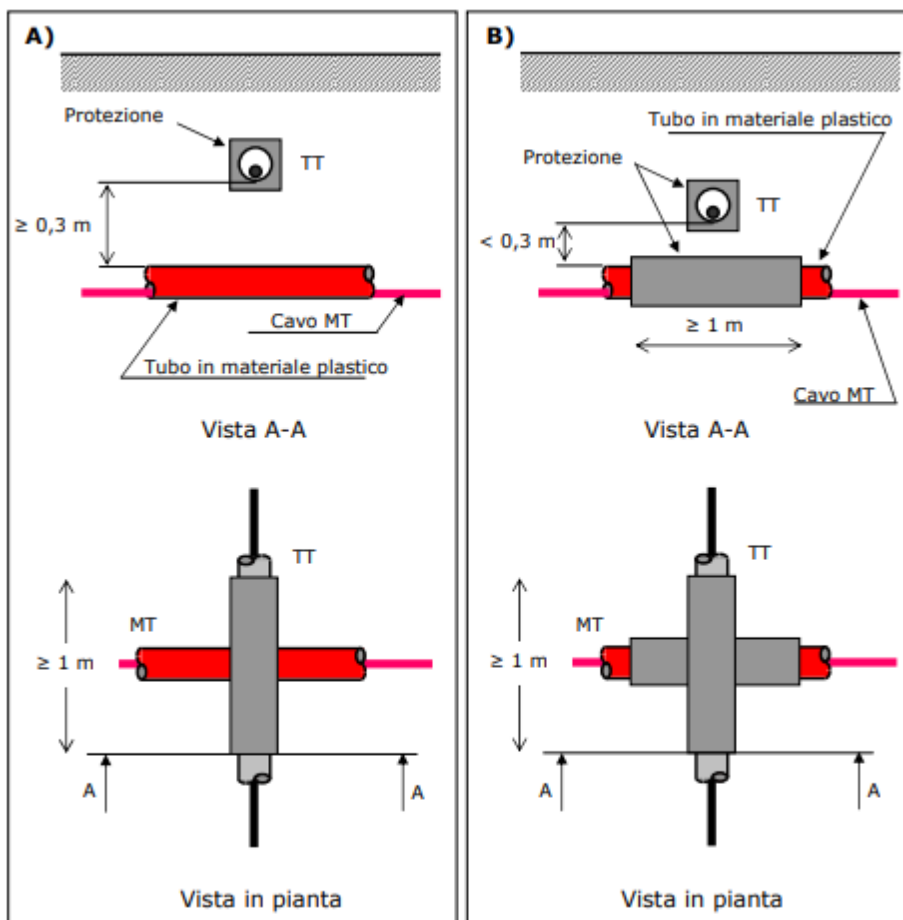 A)
Protezione
TT
≥ 0,3 m
Cavo MT
Tubo in materiale plastico
Vista A-A
TT
MT
≥ 1 m
A
A
Vista in pianta
B)
Tubo in materiale plastico
Protezione
TT
< 0,3 m
≥ 1 m
Cavo MT
Vista A-A
TT
MT
≥ 1 m
A
A
Vista in pianta